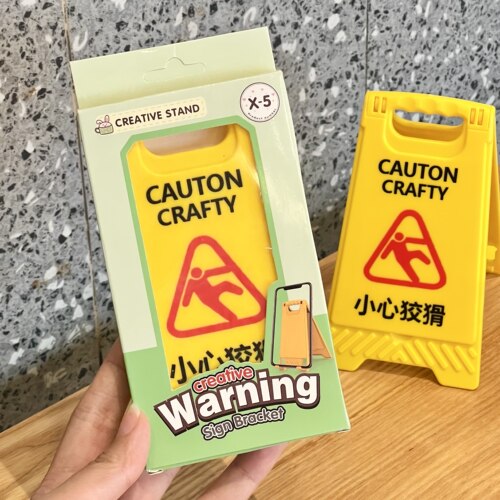 CREATIVE STAND
X-5
CAUTON
CRAFTY
小心狡猾
creative
Warning
Sign Bracket
CAUTON
CRAFTY
小心狡猾